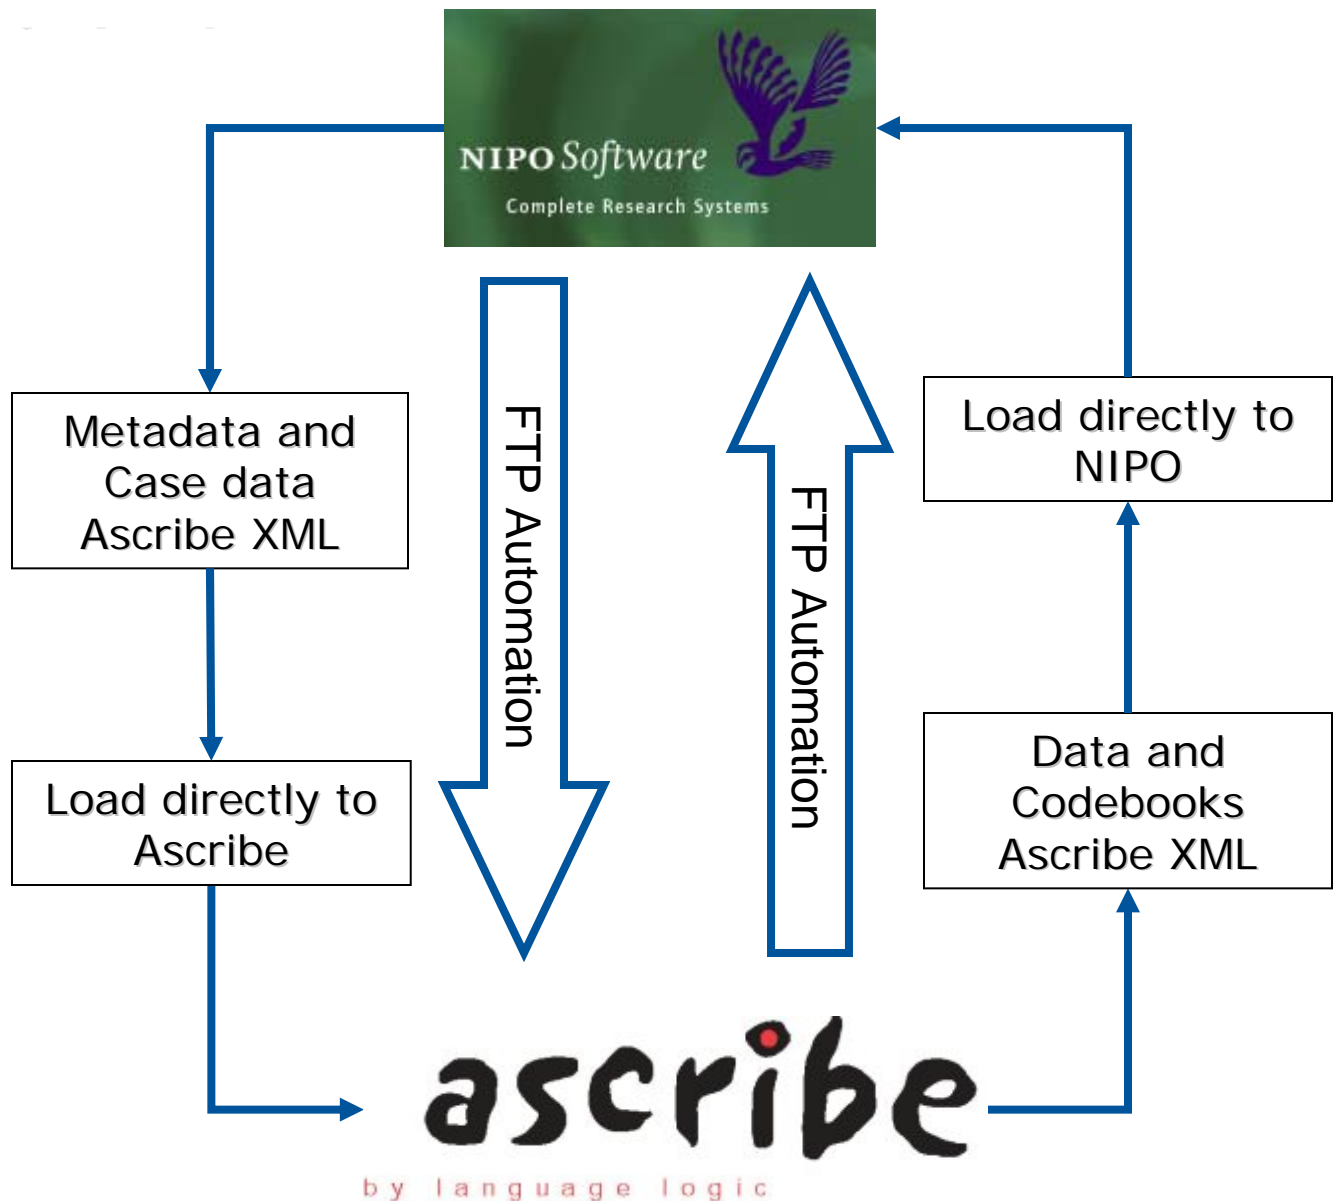 NIPO Software
Complete Research Systems
Metadata and
Case data
Ascribe XML
Load directly to
Ascribe
FTP Automation
FTP Automation
Load directly to
NIPO
Data and
Codebooks
Ascribe XML
ascribe
by language logic